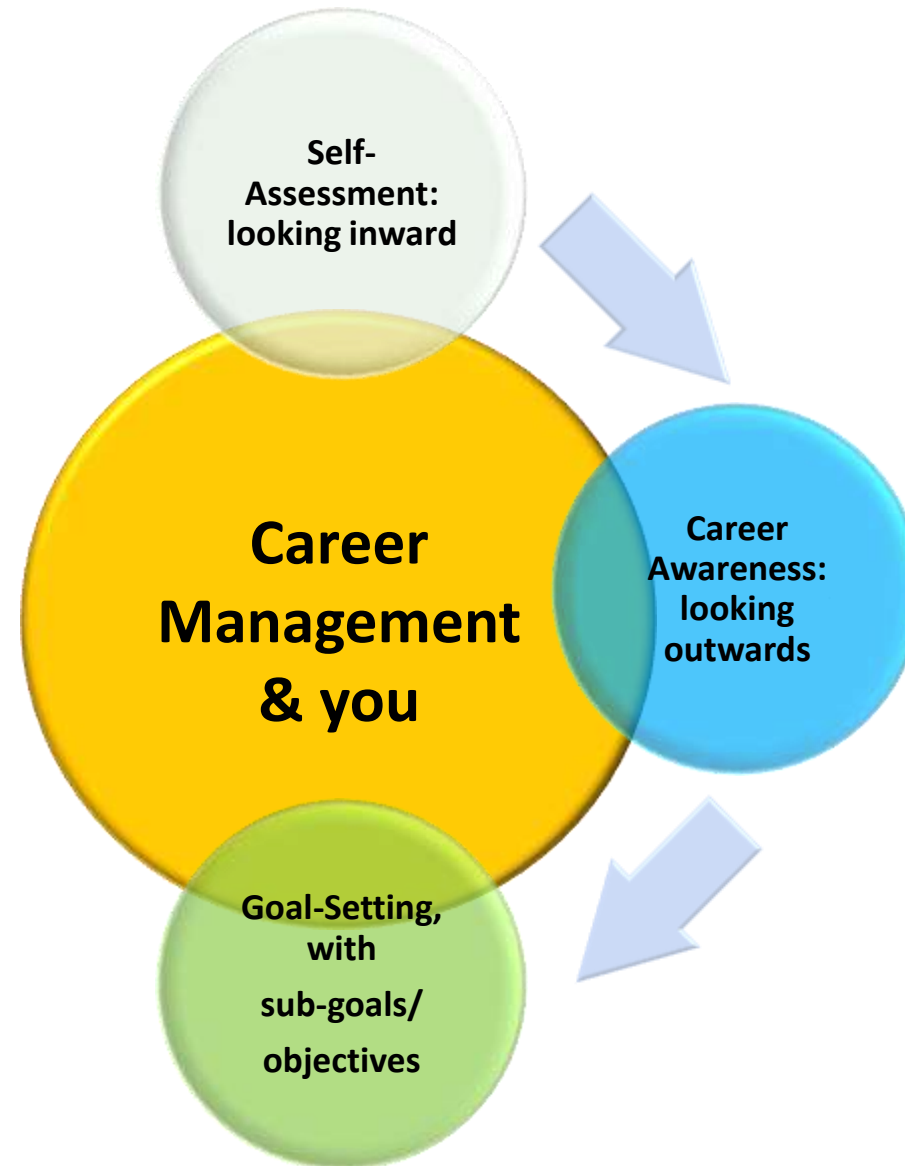 Self-
Assessment:
looking inward
Career
Management
& you
Career
Awareness:
looking
outwards
Goal-Setting,
with
sub-goals/
objectives